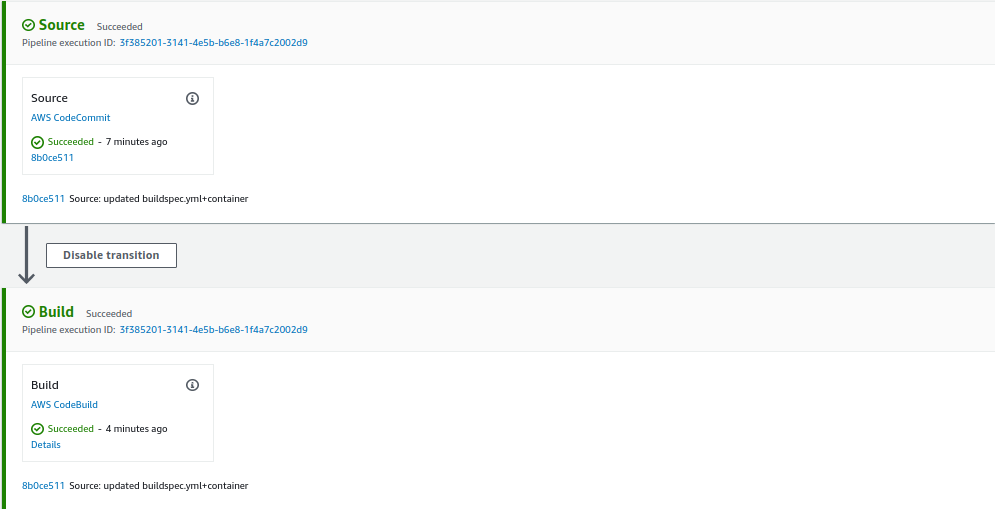 Source Succeeded
Pipeline execution ID: 3f385201-3141-4e5b-b6e8-1f4a7c2002d9
Source
AWS CodeCommit
Succeeded - 7 minutes ago
8b0ce511
8b0ce511 Source: updated buildspec.yml+container
Disable transition
Build Succeeded
Pipeline execution ID: 3f385201-3141-4e5b-b6e8-1f4a7c2002d9
Build
AWS CodeBuild
Succeeded - 4 minutes ago
Details
8b0ce511 Source: updated buildspec.yml+container